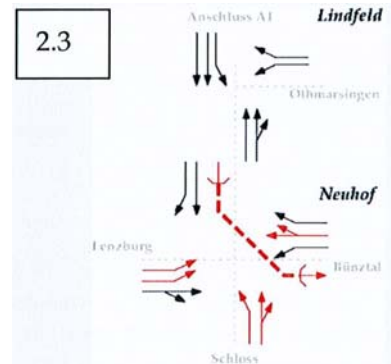 2.3
Anschluss A1
Lindfeld
Othmarsingen
Neuhof
Lenzburg
Bünztal
Schloss